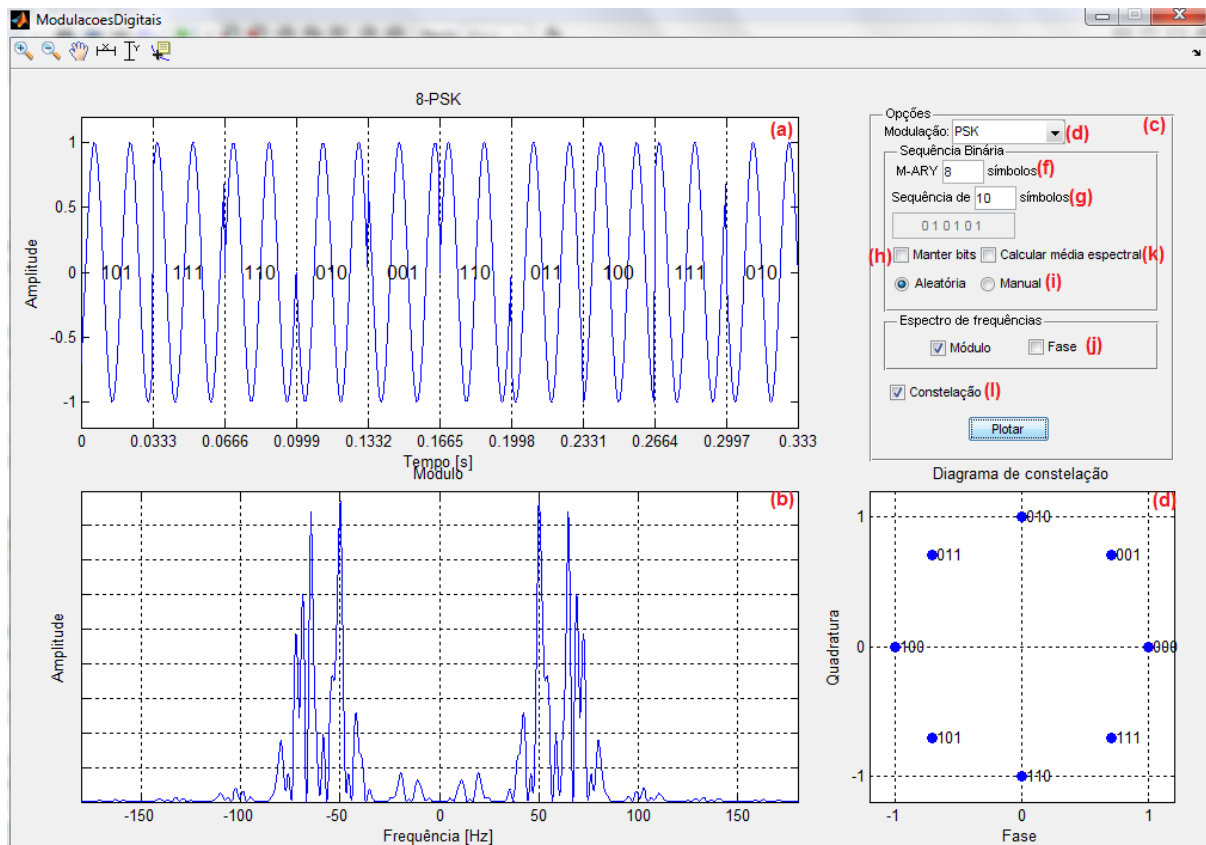 ModulacoesDigitais
8-PSK
(a)
1
0.5
0
-0.5
-1
Amplitude
101 111 110 010 001 110 011 100 111 010
0 0.0333 0.0666 0.0999 0.1332 0.1665 0.1998 0.2331 0.2664 0.2997 0.333
Tempo [s]
Opções
(c)
Modulação: PSK (d)
Sequência Binária
M-ARY 8 símbolos (f)
Sequência de 10 símbolos (g)
0 1 0 1 0 1
(h) Manter bits Calcular média espectral (k)
Aleatória Manual (i)
Espectro de frequências
Módulo Fase (j)
Constelação (l)
Plotar
Módulo
(b)
Amplitude
-150 -100 -50 0 50 100 150
Frequência [Hz]
Diagrama de constelação
(d)
1
0
-1
Quadratura
010
011 001
100 000
101 111
110
-1 0 1
Fase